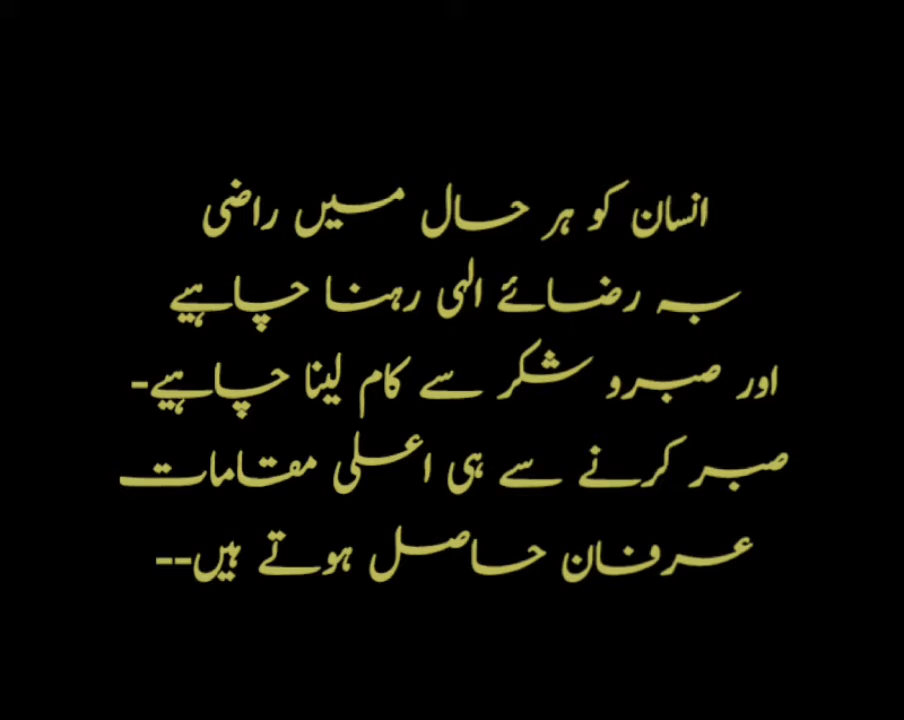 انسان کو ہر حال میں راضی
بہ رضائے الہی رہنا چاہیے
اور صبرو شکر سے کام لینا چاہیے-
صبر کرنے سے ہی اعلی مقامات
عرفان حاصل ہوتے ہیں--